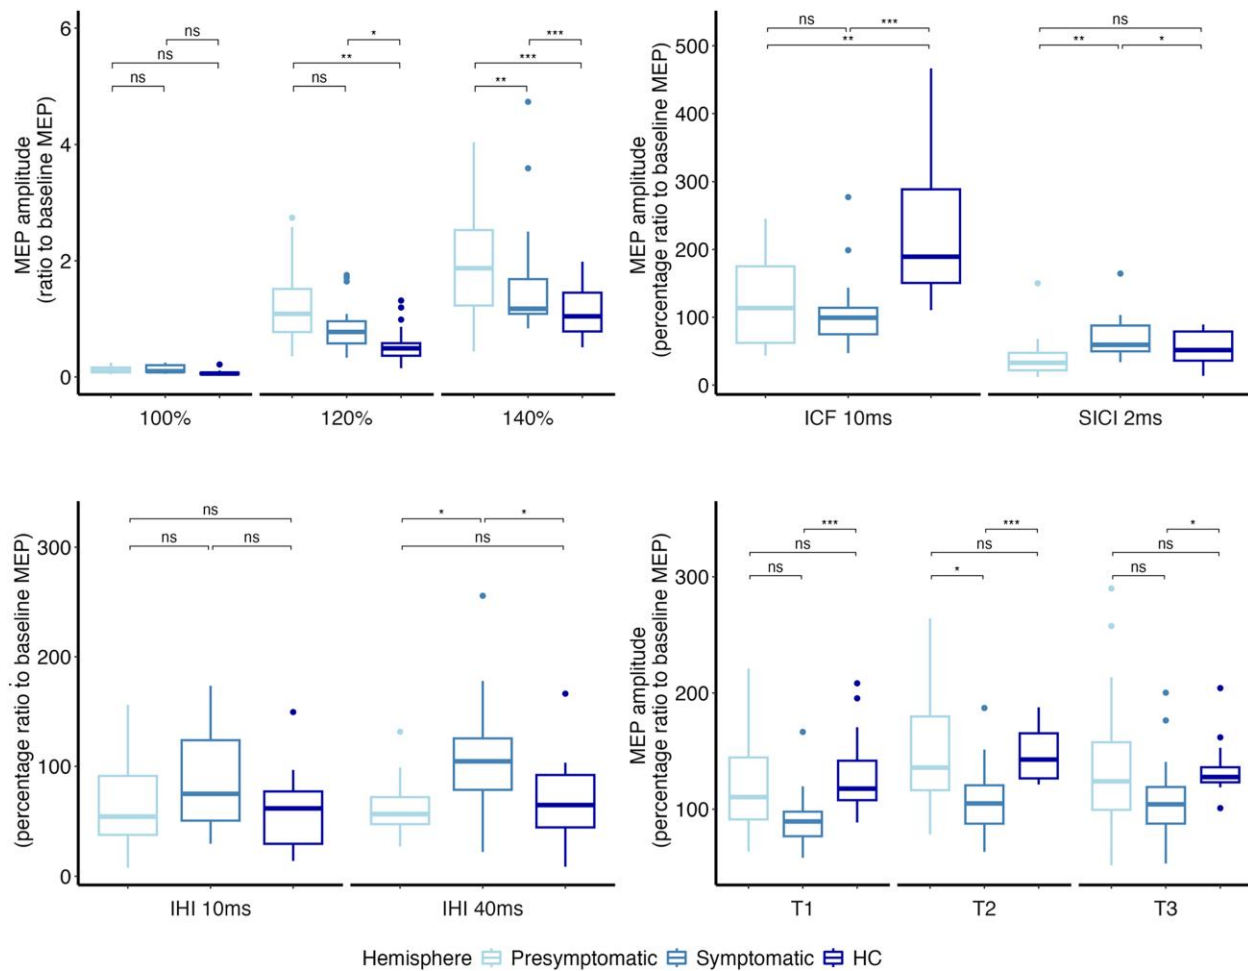 MEP amplitude
(ratio to baseline MEP)
6
4
2
0
ns
*
***
ns
**
***
ns
ns
**
100%
120%
140%
MEP amplitude
(percentage ratio to baseline MEP)
500
400
300
200
100
0
ns
***
ns
**
**
*
ICF 10ms
SICI 2ms
(percentage ratio to baseline MEP)
300
200
100
0
ns
*
*
ns
ns
ns
IHI 10ms
IHI 40ms
MEP amplitude
(percentage ratio to baseline MEP)
300
200
100
***
***
*
ns
ns
ns
ns
*
ns
T1
T2
T3
Hemisphere Presymptomatic Symptomatic HC